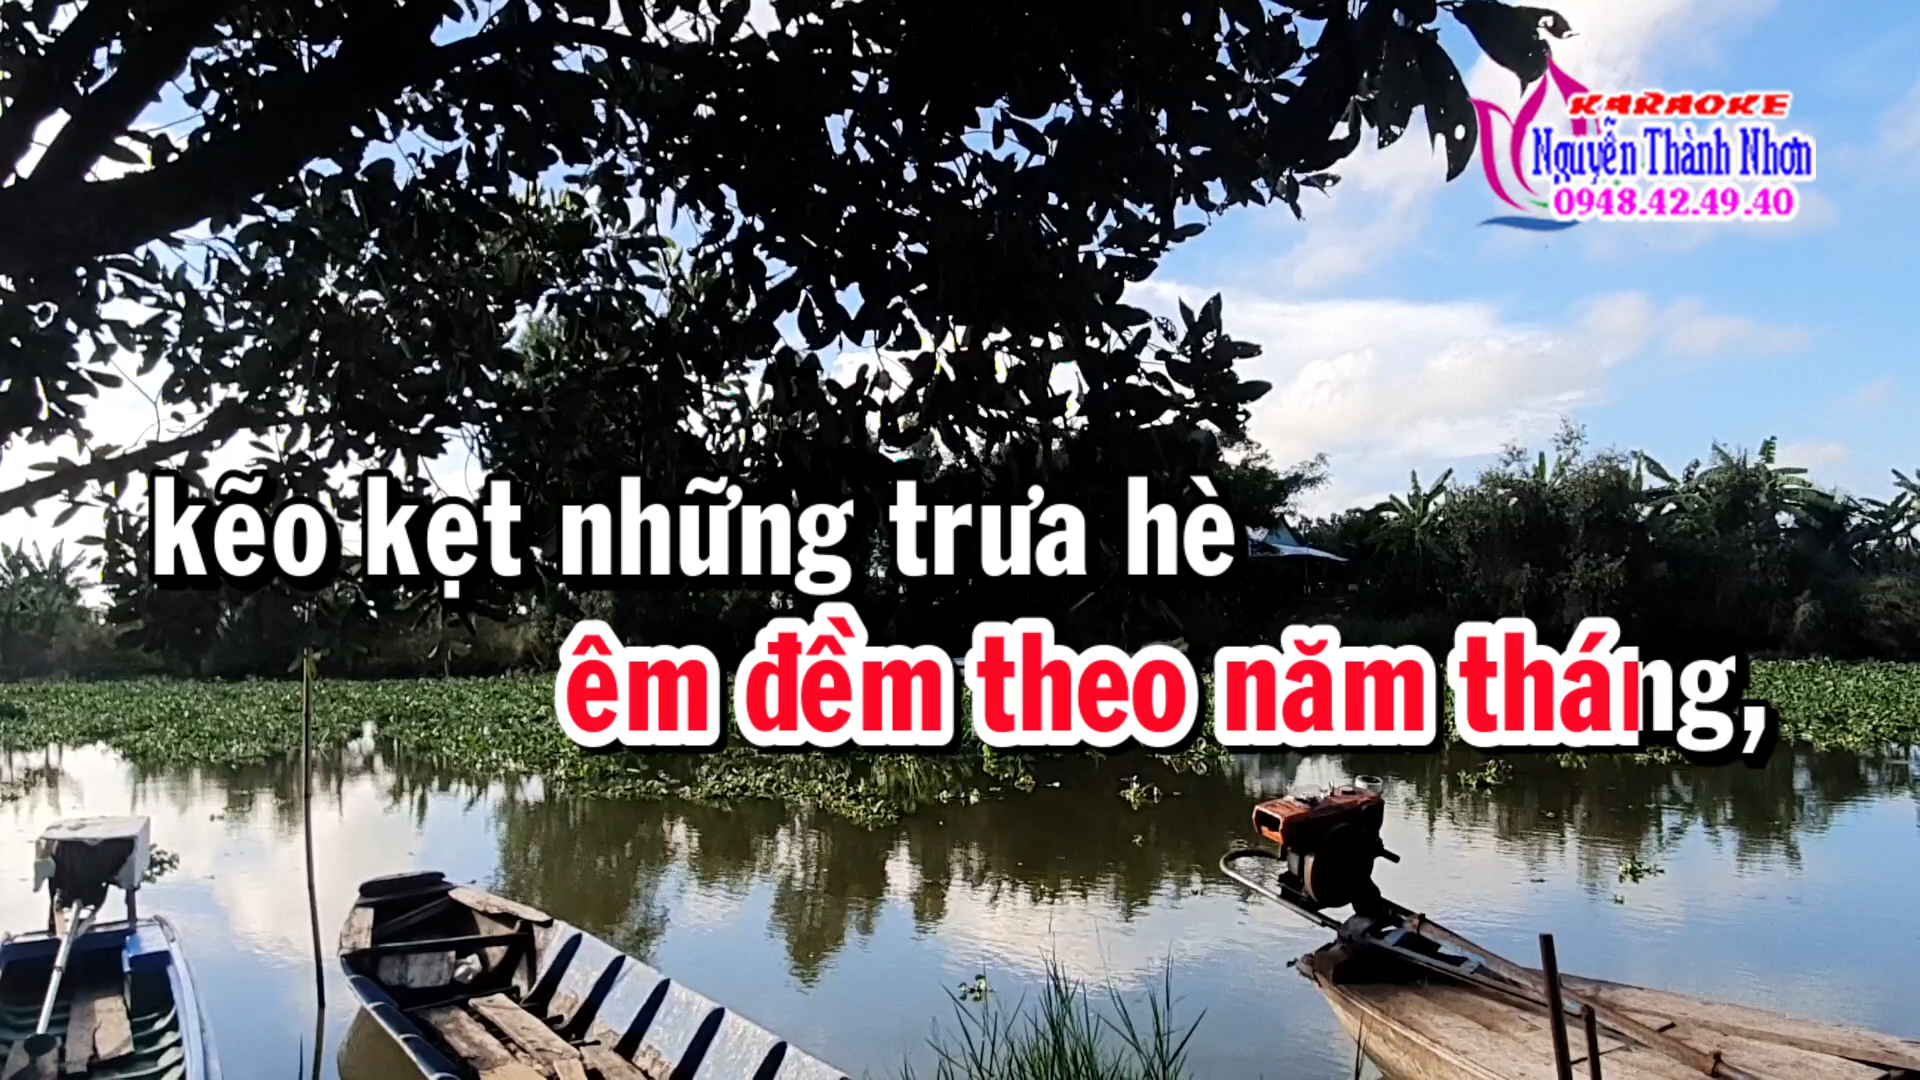 KARAOKE
Nguyễn Thành Nhơn
0948.42.49.40
kẽo kẹt những trưa hè
êm đềm theo năm tháng,